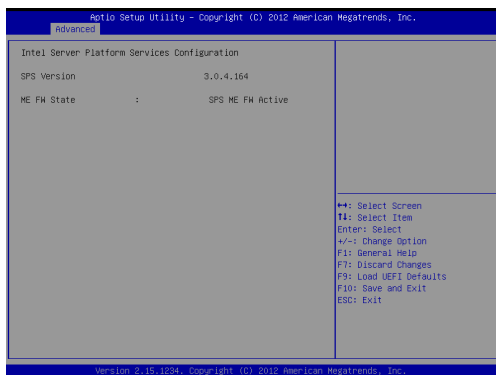 Aptio Setup Utility – Copyright (C) 2012 American Megatrends, Inc.
Advanced
Intel Server Platform Services Configuration
SPS Version 3.0.4.164
ME FW State : SPS ME FW Active
↔: Select Screen
↑↓: Select Item
Enter: Select
+/-: Change Option
F1: General Help
F7: Discard Changes
F9: Load UEFI Defaults
F10: Save and Exit
ESC: Exit
Version 2.15.1234. Copyright (C) 2012 American Megatrends, Inc.